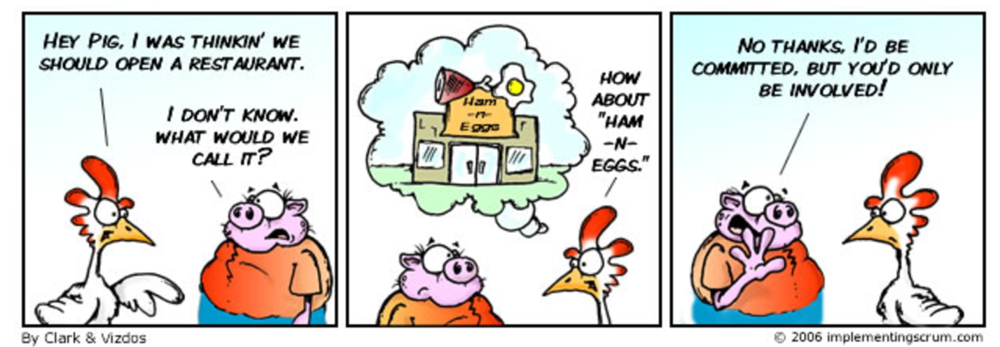 HEY PIG, I WAS THINKIN' WE
SHOULD OPEN A RESTAURANT.
I DON'T KNOW.
WHAT WOULD WE
CALL IT?
Ham
-n-
Eggs
HOW
ABOUT
"HAM
-N-
EGGS."
NO THANKS, I'D BE
COMMITTED, BUT YOU'D ONLY
BE INVOLVED!
By Clark & Vizdos
© 2006 implementingscrum.com